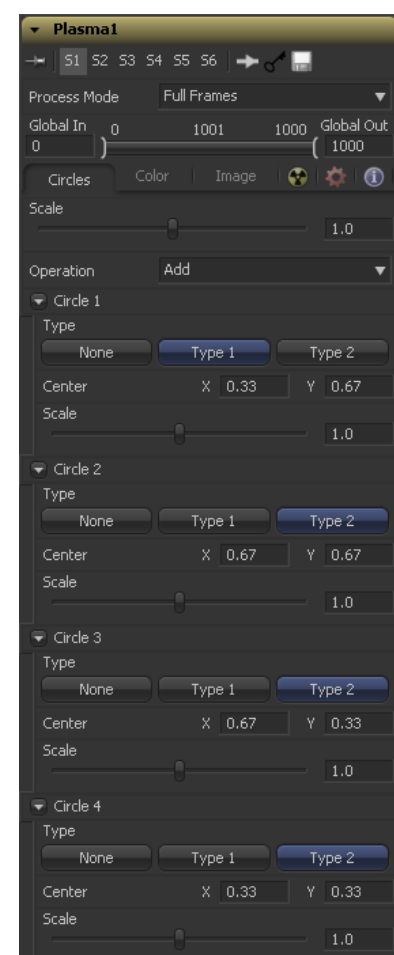 Plasma1
S1 S2 S3 S4 S5 S6
Process Mode Full Frames
Global In 0 1001 1000 Global Out
0 1000
Circles Color Image
Scale
1.0
Operation Add
Circle 1
Type
None Type 1 Type 2
Center X 0.33 Y 0.67
Scale
1.0
Circle 2
Type
None Type 1 Type 2
Center X 0.67 Y 0.67
Scale
1.0
Circle 3
Type
None Type 1 Type 2
Center X 0.67 Y 0.33
Scale
1.0
Circle 4
Type
None Type 1 Type 2
Center X 0.33 Y 0.33
Scale
1.0